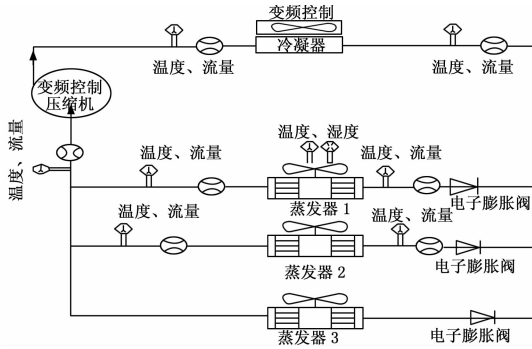 变频控制
冷凝器
温度、流量
温度、流量
变频控制
压缩机
温度、流量
温度、湿度
温度、流量
温度、流量
蒸发器 1
电子膨胀阀
温度、流量
温度、流量
蒸发器 2
电子膨胀阀
蒸发器 3
电子膨胀阀